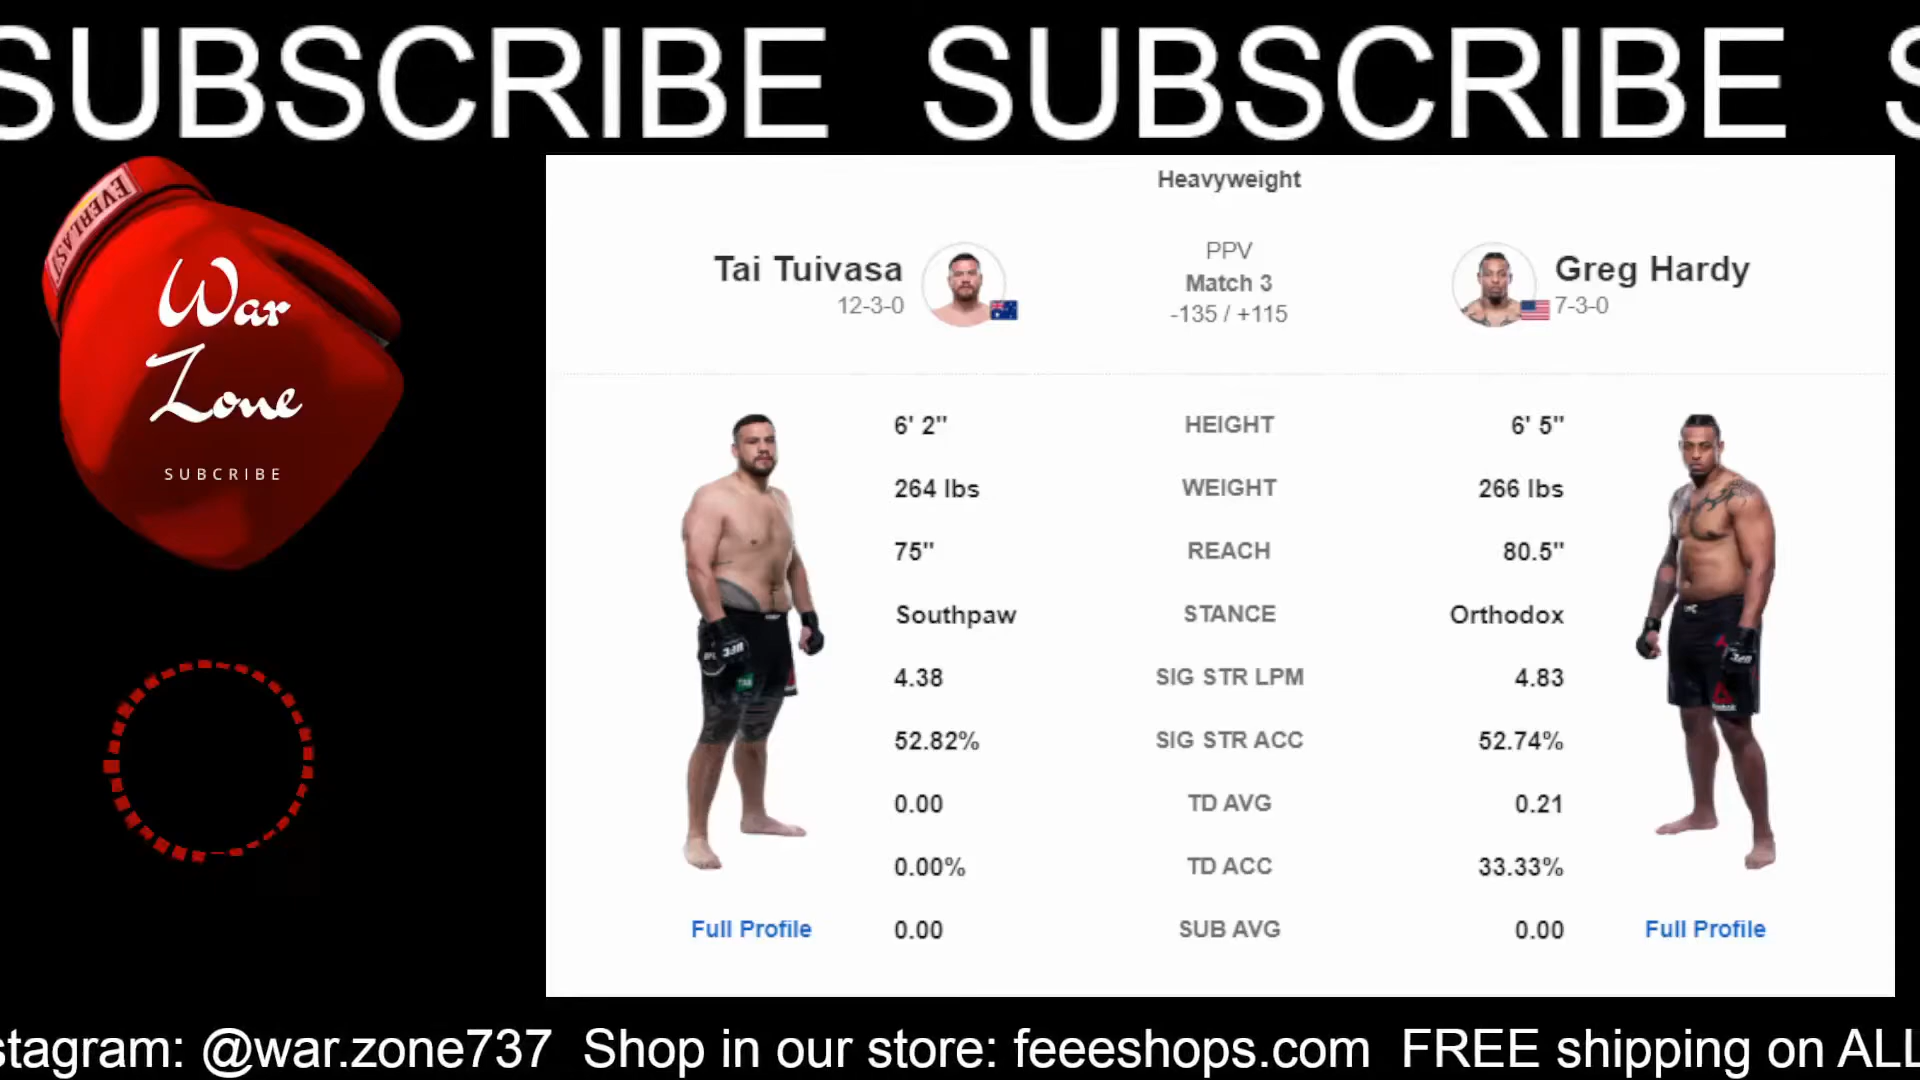 SUBSCRIBE SUBSCRIBE S
EVERLAST
War
Zone
SUBCRIBE
Heavyweight
Tai Tuivasa
12-3-0
PPV
Match 3
-135 / +115
Greg Hardy
7-3-0
6' 2" HEIGHT 6' 5"
264 lbs WEIGHT 266 lbs
75" REACH 80.5"
Southpaw STANCE Orthodox
4.38 SIG STR LPM 4.83
52.82% SIG STR ACC 52.74%
0.00 TD AVG 0.21
0.00% TD ACC 33.33%
Full Profile 0.00 SUB AVG 0.00 Full Profile
stagram: @war.zone737 Shop in our store: feeeshops.com FREE shipping on ALL